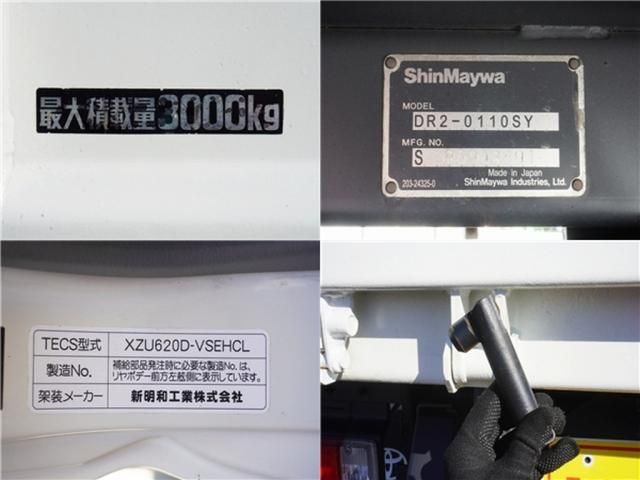 最大積載量3000kg
ShinMaywa
MODEL
DR2-0110SY
MFG. NO.
S
Made in Japan
203-24325-0 ShinMaywa Industries, Ltd.
TECS型式 XZU620D-VSEHCL
製造No. 補給部品発注時に必要な製造No.は、
リヤボデー前方左舷側に表示しています。
架装メーカー 新明和工業株式会社